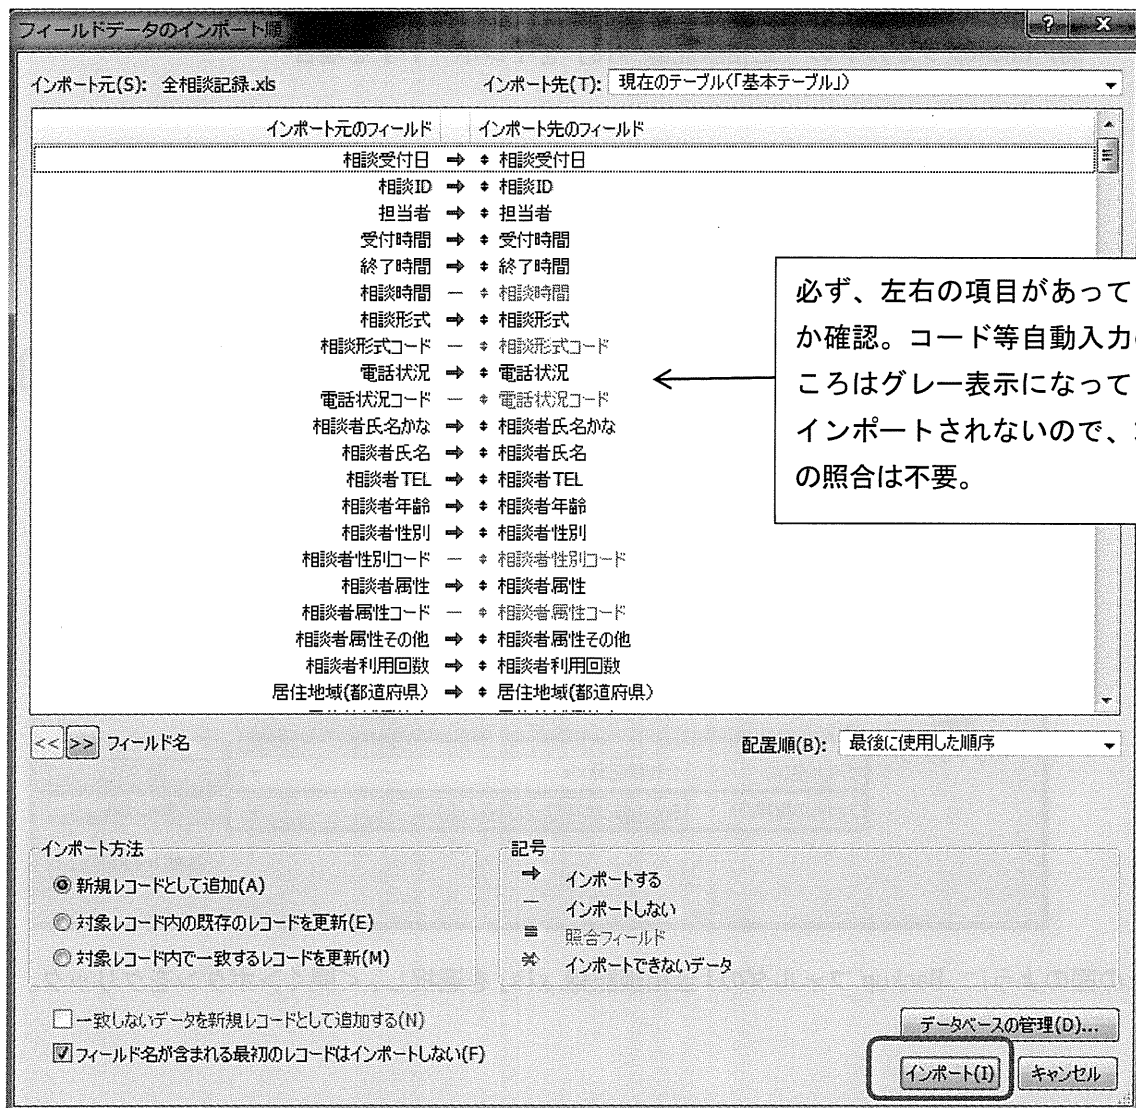 フィールドデータのインポート順
? X
インポート元(S): 全相談記録.xls インポート先(T): 現在のテーブル(「基本テーブル」)
インポート元のフィールド インポート先のフィールド
相談受付日 ➡ 相談受付日
相談ID ➡ 相談ID
担当者 ➡ 担当者
受付時間 ➡ 受付時間
終了時間 ➡ 終了時間
相談時間 － 相談時間
相談形式 ➡ 相談形式
相談形式コード － 相談形式コード
電話状況 ➡ 電話状況
電話状況コード － 電話状況コード
相談者氏名かな ➡ 相談者氏名かな
相談者氏名 ➡ 相談者氏名
相談者TEL ➡ 相談者TEL
相談者年齢 ➡ 相談者年齢
相談者性別 ➡ 相談者性別
相談者性別コード － 相談者性別コード
相談者属性 ➡ 相談者属性
相談者属性コード － 相談者属性コード
相談者属性その他 ➡ 相談者属性その他
相談者利用回数 ➡ 相談者利用回数
居住地域(都道府県) ➡ 居住地域(都道府県)
必ず、左右の項目があって
か確認。コード等自動入力
ころはグレー表示になって
インポートされないので、
の照合は不要。
<< >> フィールド名 配置順(B): 最後に使用した順序
インポート方法
新規レコードとして追加(A)
対象レコード内の既存のレコードを更新(E)
対象レコード内で一致するレコードを更新(M)
記号
➡ インポートする
－ インポートしない
照合フィールド
インポートできないデータ
一致しないデータを新規レコードとして追加する(N)
フィールド名が含まれる最初のレコードはインポートしない(F)
データベースの管理(D)...
インポート(I) キャンセル